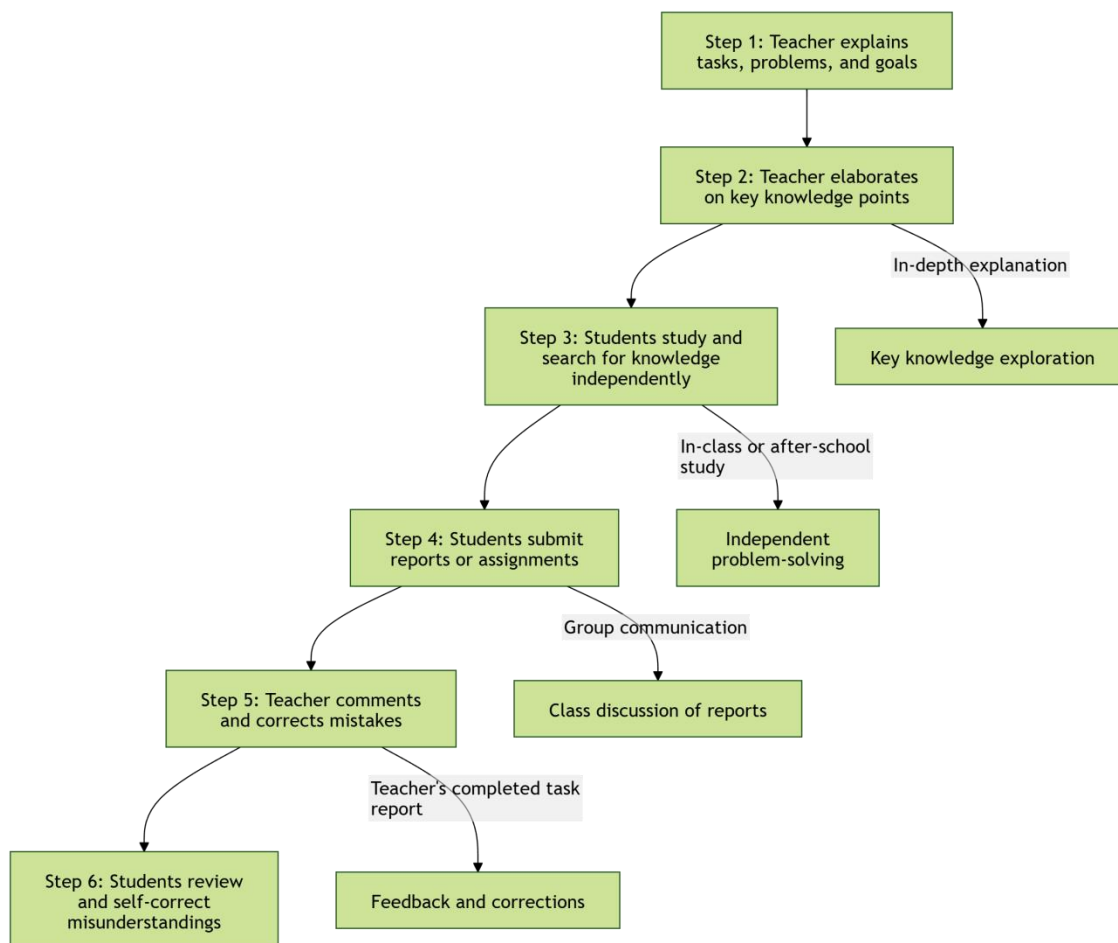 Step 1: Teacher explains
tasks, problems, and goals
Step 2: Teacher elaborates
on key knowledge points
In-depth explanation
Step 3: Students study and
search for knowledge
independently
Key knowledge exploration
In-class or after-school
study
Step 4: Students submit
reports or assignments
Independent
problem-solving
Group communication
Step 5: Teacher comments
and corrects mistakes
Class discussion of reports
Teacher's completed task
report
Step 6: Students review
and self-correct
misunderstandings
Feedback and corrections